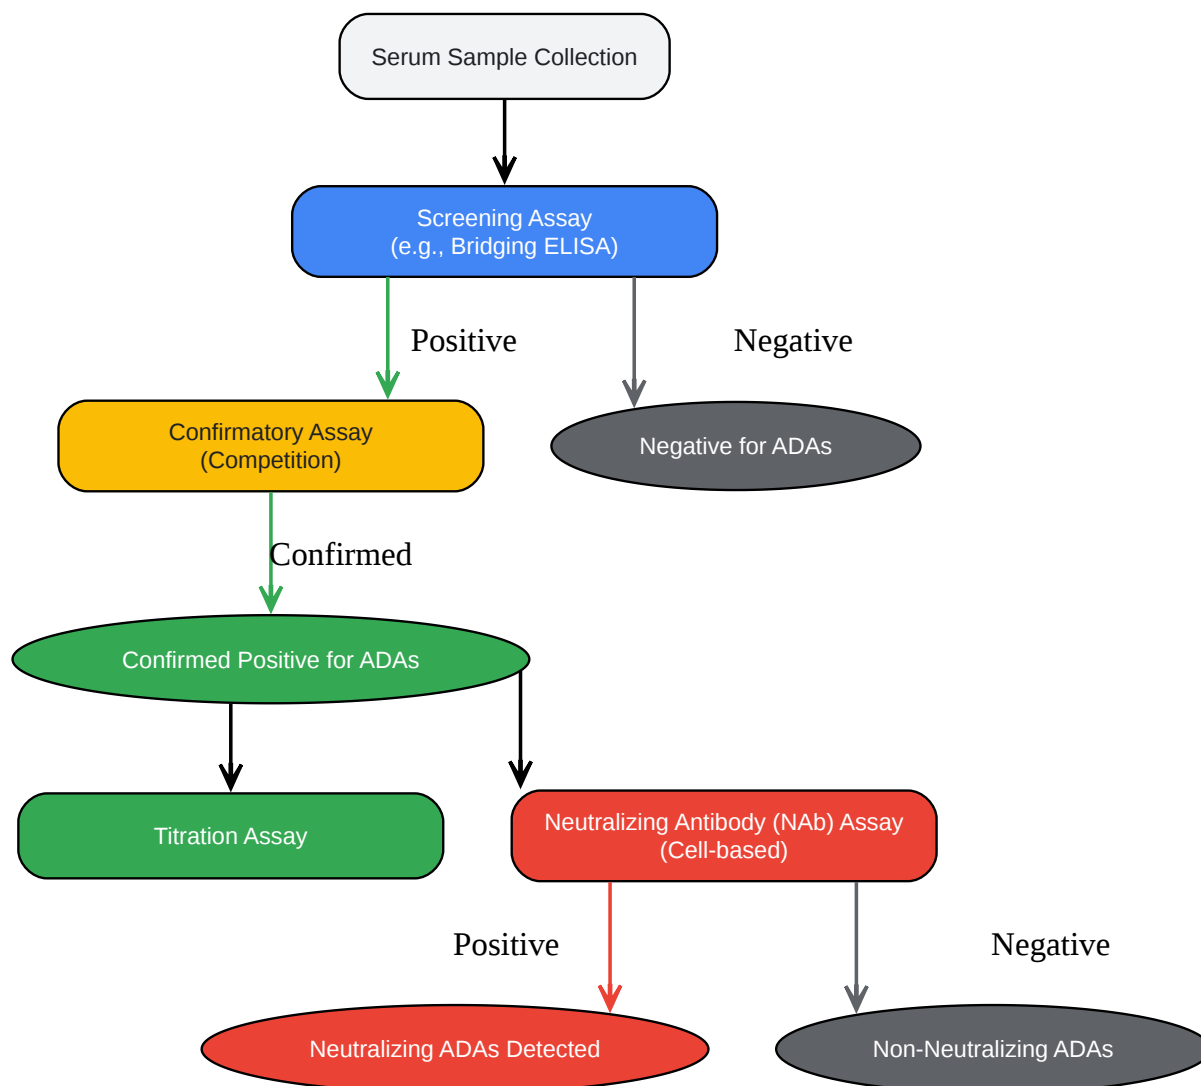 Serum Sample Collection
Screening Assay
(e.g., Bridging ELISA)
Positive
Negative
Confirmatory Assay
(Competition)
Negative for ADAs
Confirmed
Confirmed Positive for ADAs
Titration Assay
Neutralizing Antibody (NAb) Assay
(Cell-based)
Positive
Negative
Neutralizing ADAs Detected
Non-Neutralizing ADAs